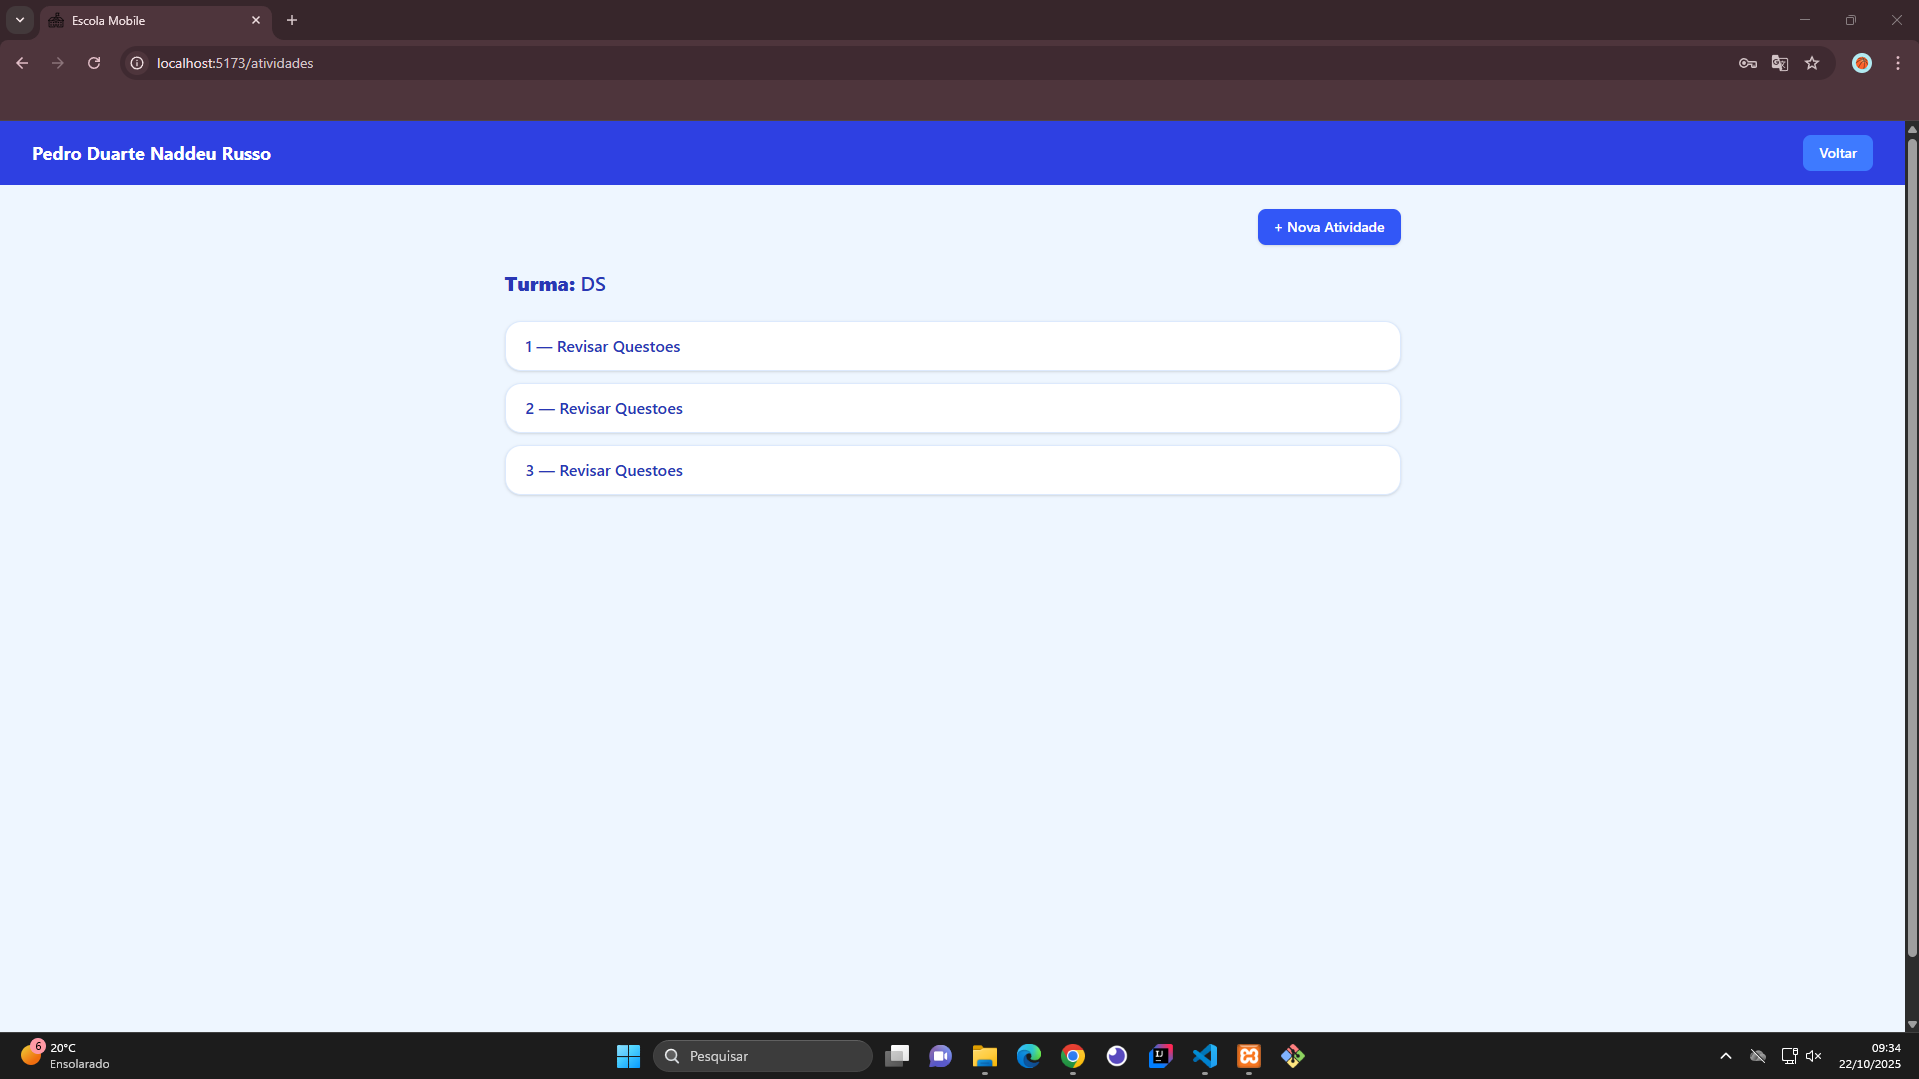 Escola Mobile
localhost:5173/atividades
Pedro Duarte Naddeu Russo
Voltar
+ Nova Atividade
Turma: DS
1 — Revisar Questoes
2 — Revisar Questoes
3 — Revisar Questoes
6
20°C
Ensolarado
Pesquisar
09:34
22/10/2025